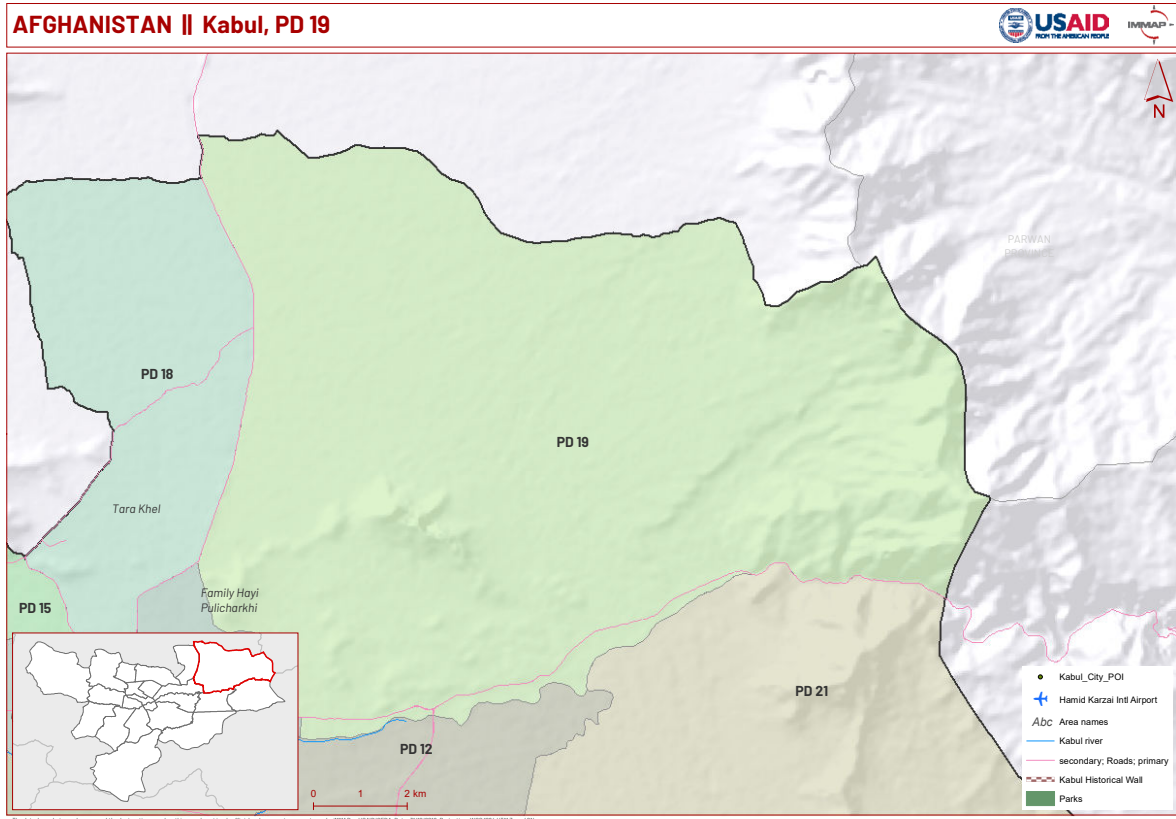 AFGHANISTAN || Kabul, PD 19
USAID
FROM THE AMERICAN PEOPLE
IMMAP
N
PARWAN
PROVINCE
PD 18
PD 19
Tara Khel
Family Hayi
Pulicharkhi
PD 15
PD 21
PD 12
0 1 2 km
Kabul_City_POI
Hamid Karzai Intl Airport
Abc Area names
Kabul river
secondary; Roads; primary
Kabul Historical Wall
Parks